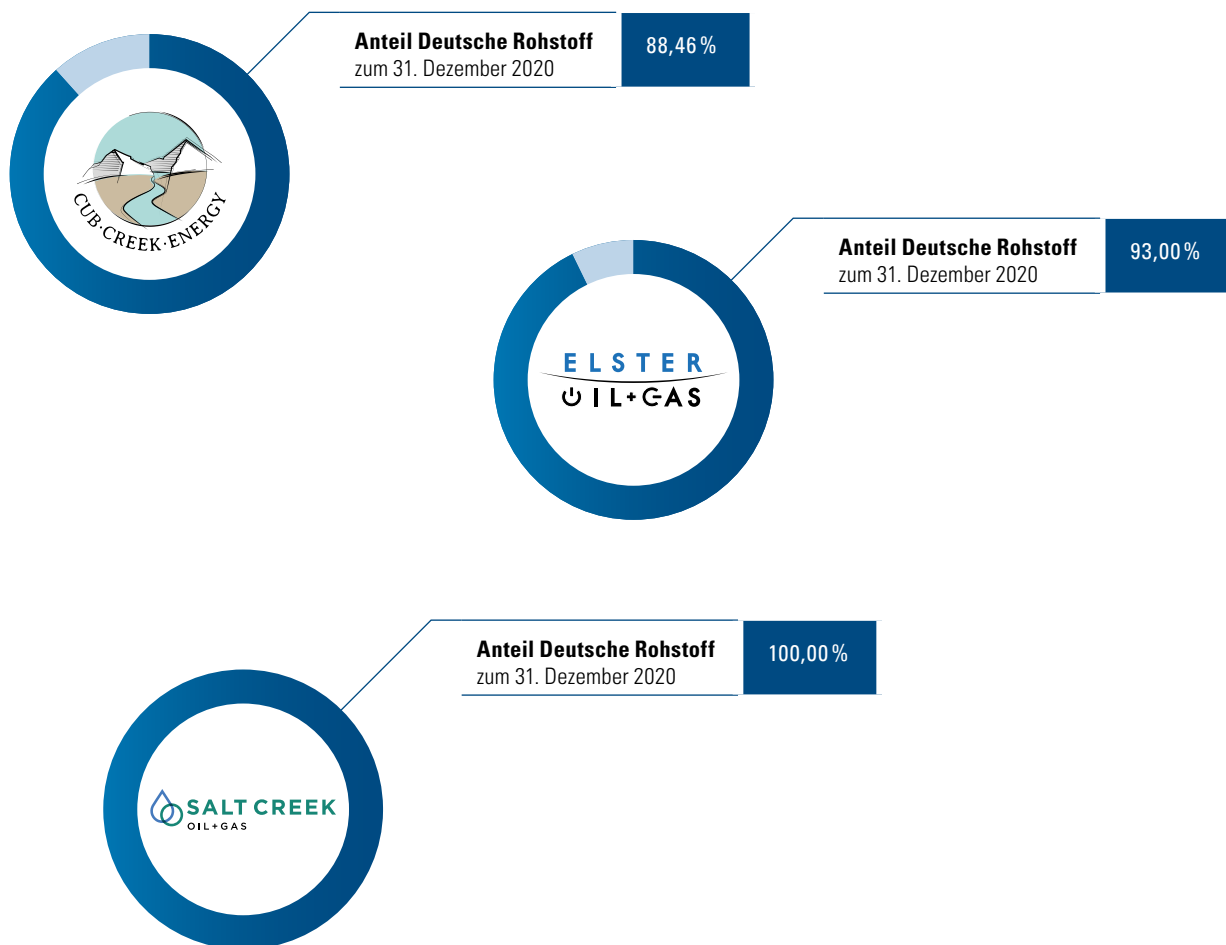 Anteil Deutsche Rohstoff
zum 31. Dezember 2020
88,46 %
CUB·CREEK·ENERGY
Anteil Deutsche Rohstoff
zum 31. Dezember 2020
93,00 %
ELSTER
OIL+GAS
Anteil Deutsche Rohstoff
zum 31. Dezember 2020
100,00 %
SALT CREEK
OIL+GAS